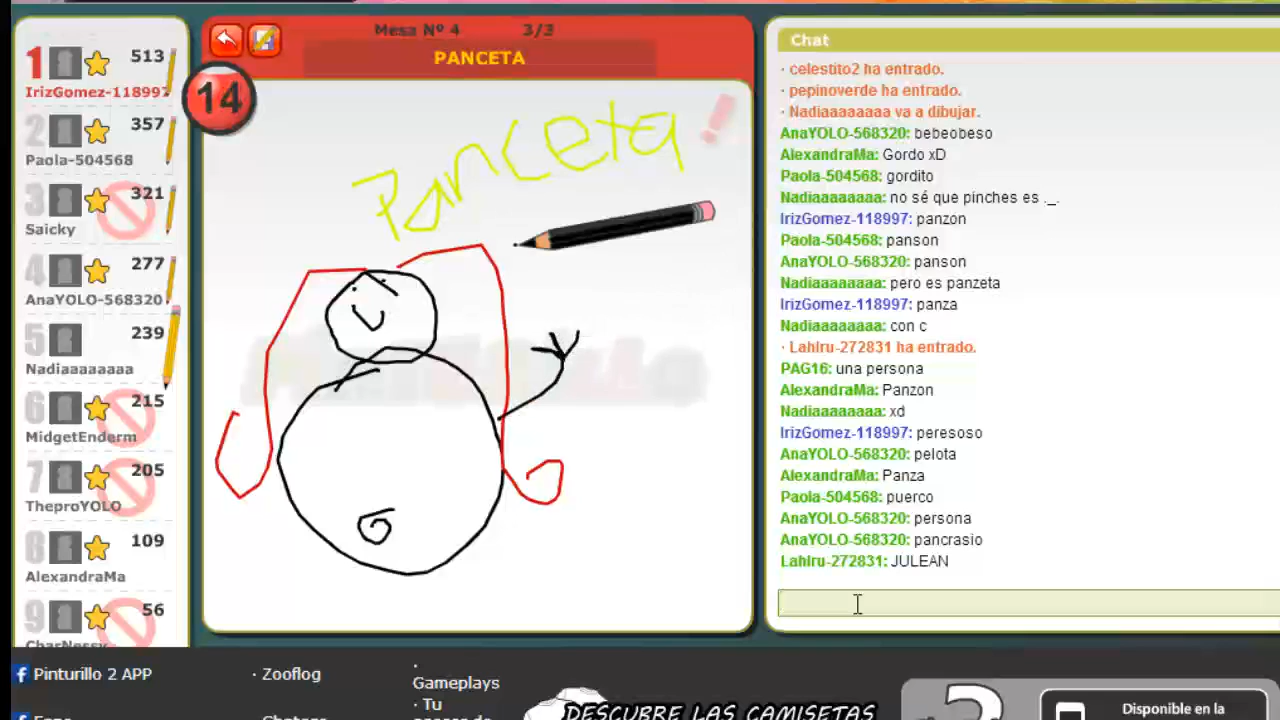 1 513
IrizGomez-118997
2 357
Paola-504568
3 321
Saicky
4 277
AnaYOLO-568320
5 239
Nadiaaaaaaaa
6 215
MidgetEnderm
7 205
TheproYOLO
109
AlexandraMa
9 56
CharNessy
14
Mesa Nº 4 3/3
PANCETA
Panceta!
Chat
· celestito2 ha entrado.
· pepinoverde ha entrado.
· Nadiaaaaaaaa va a dibujar.
AnaYOLO-568320: bebeobeso
AlexandraMa: Gordo xD
Paola-504568: gordito
Nadiaaaaaaaa: no sé que pinches es ._.
IrizGomez-118997: panzon
Paola-504568: panson
AnaYOLO-568320: panson
Nadiaaaaaaaa: pero es panzeta
IrizGomez-118997: panza
Nadiaaaaaaaa: con c
· Lahiru-272831 ha entrado.
PAG16: una persona
AlexandraMa: Panzon
Nadiaaaaaaaa: xd
IrizGomez-118997: peresoso
AnaYOLO-568320: pelota
AlexandraMa: Panza
Paola-504568: puerco
AnaYOLO-568320: persona
AnaYOLO-568320: pancrasio
Lahiru-272831: JULEAN
f Pinturillo 2 APP
· Zooflog
· Gameplays
· Tu
DESCUBRE LAS CAMISETAS
Disponible en la